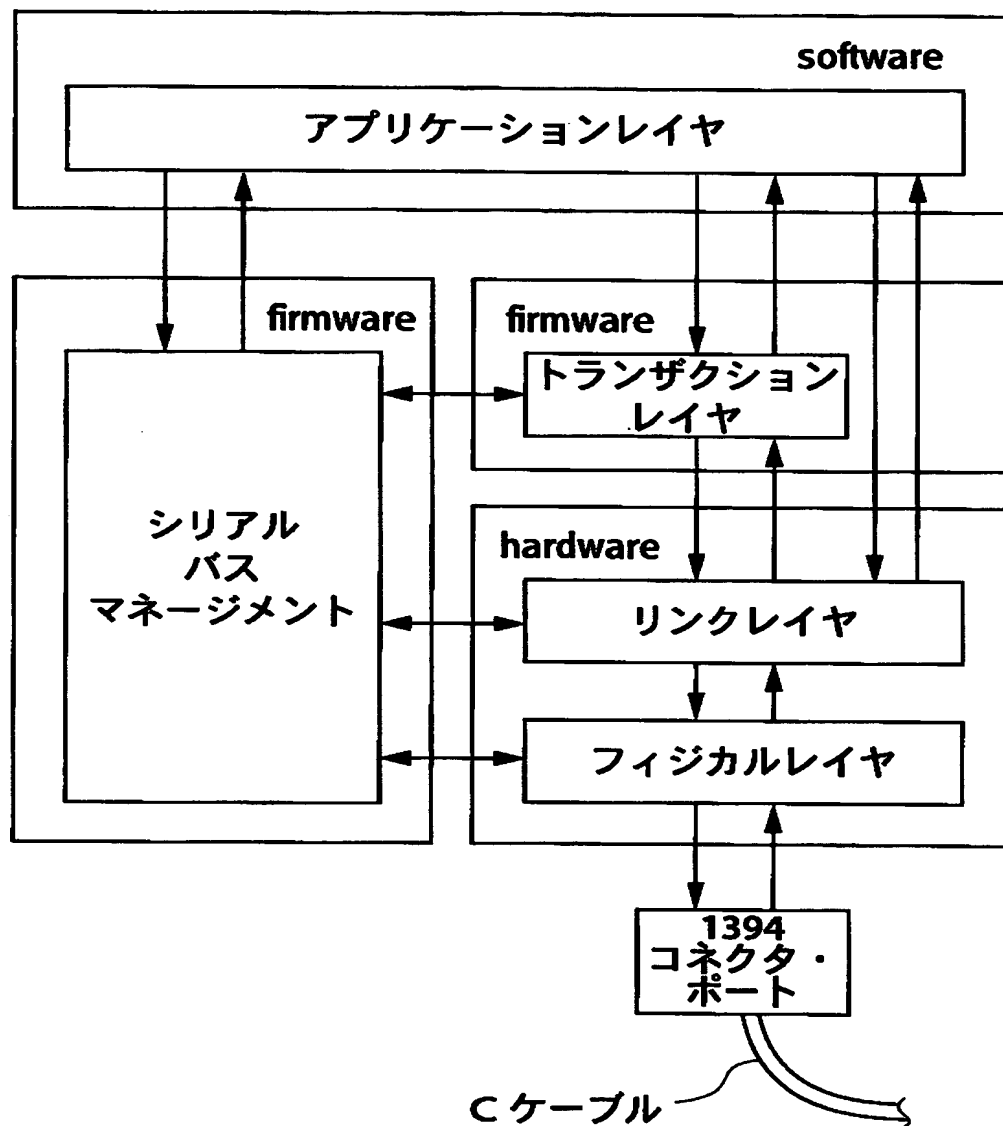 software
アプリケーションレイヤ
firmware
firmware
トランザクション
レイヤ
シリアル
バス
マネージメント
hardware
リンクレイヤ
フィジカルレイヤ
1394
コネクタ・
ポート
C ケーブル